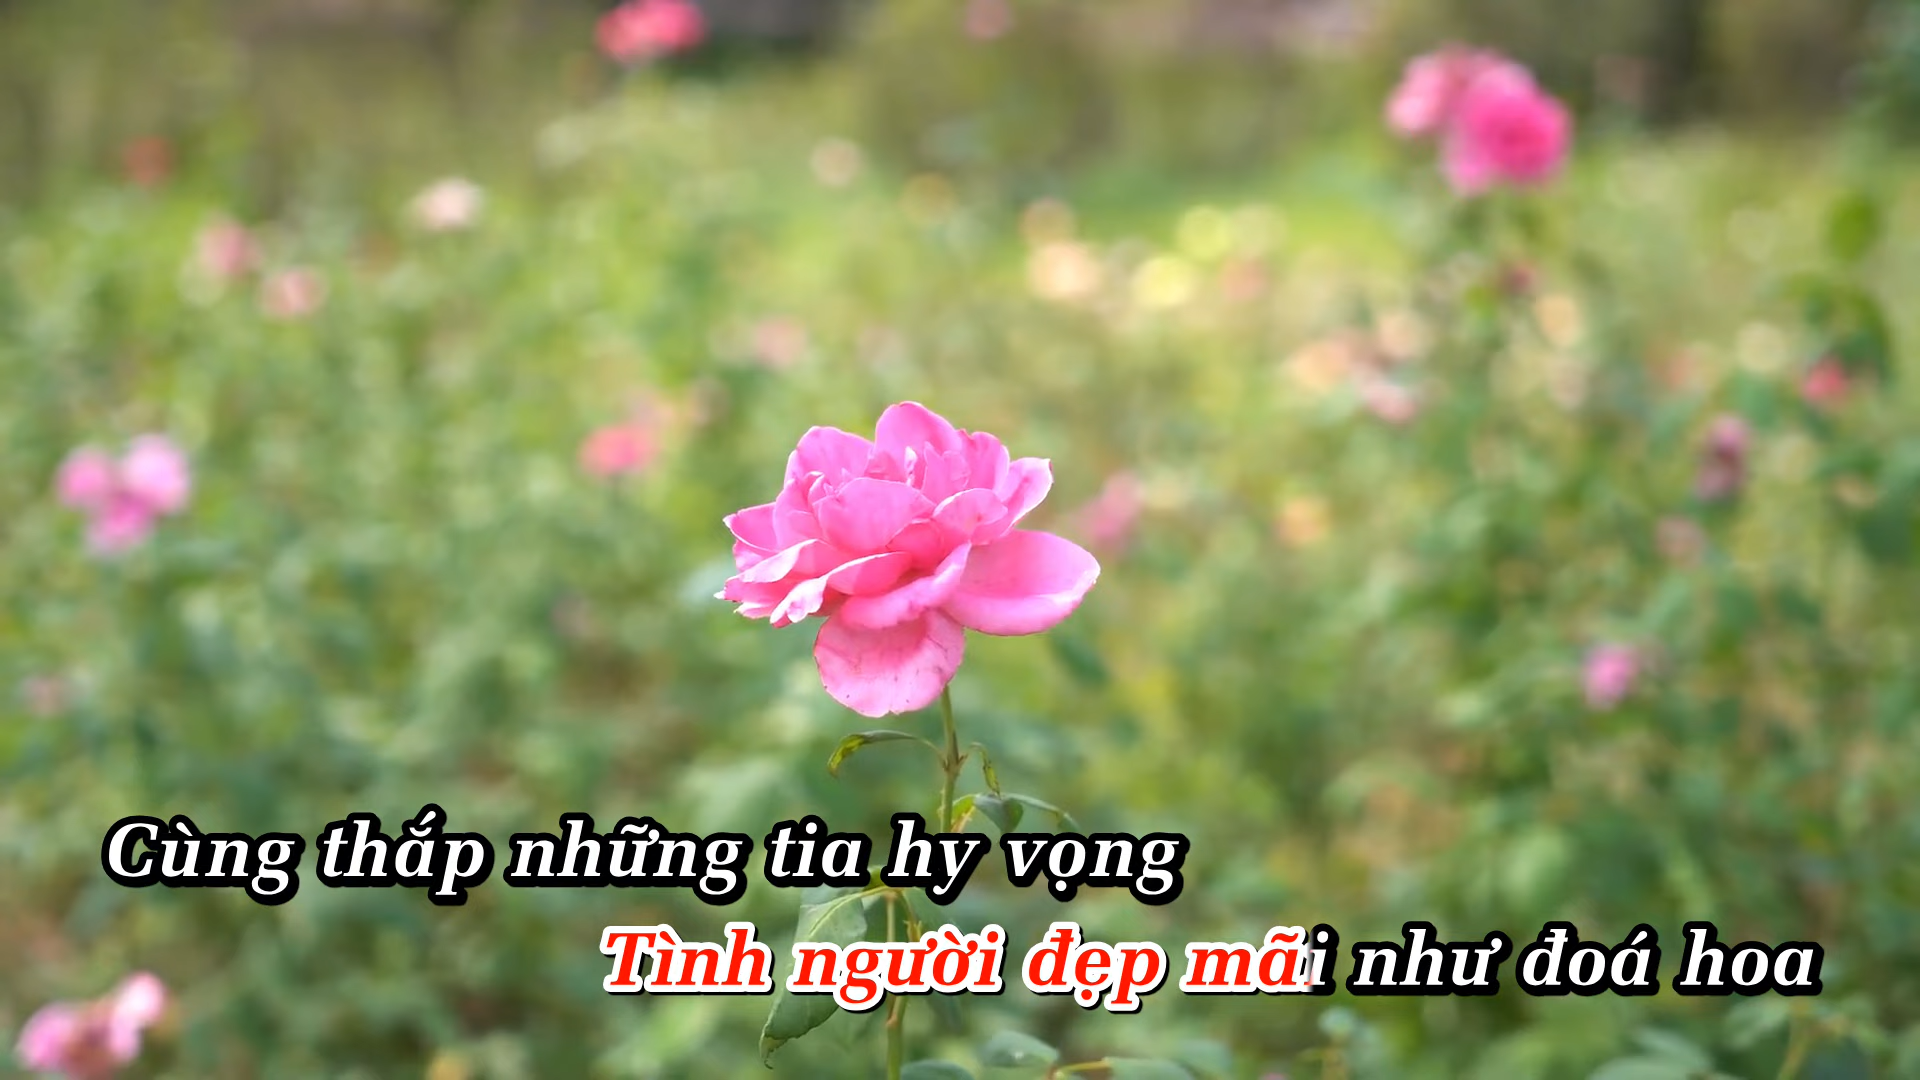 Cùng thắp những tia hy vọng
Tình người đẹp mãi như đoá hoa